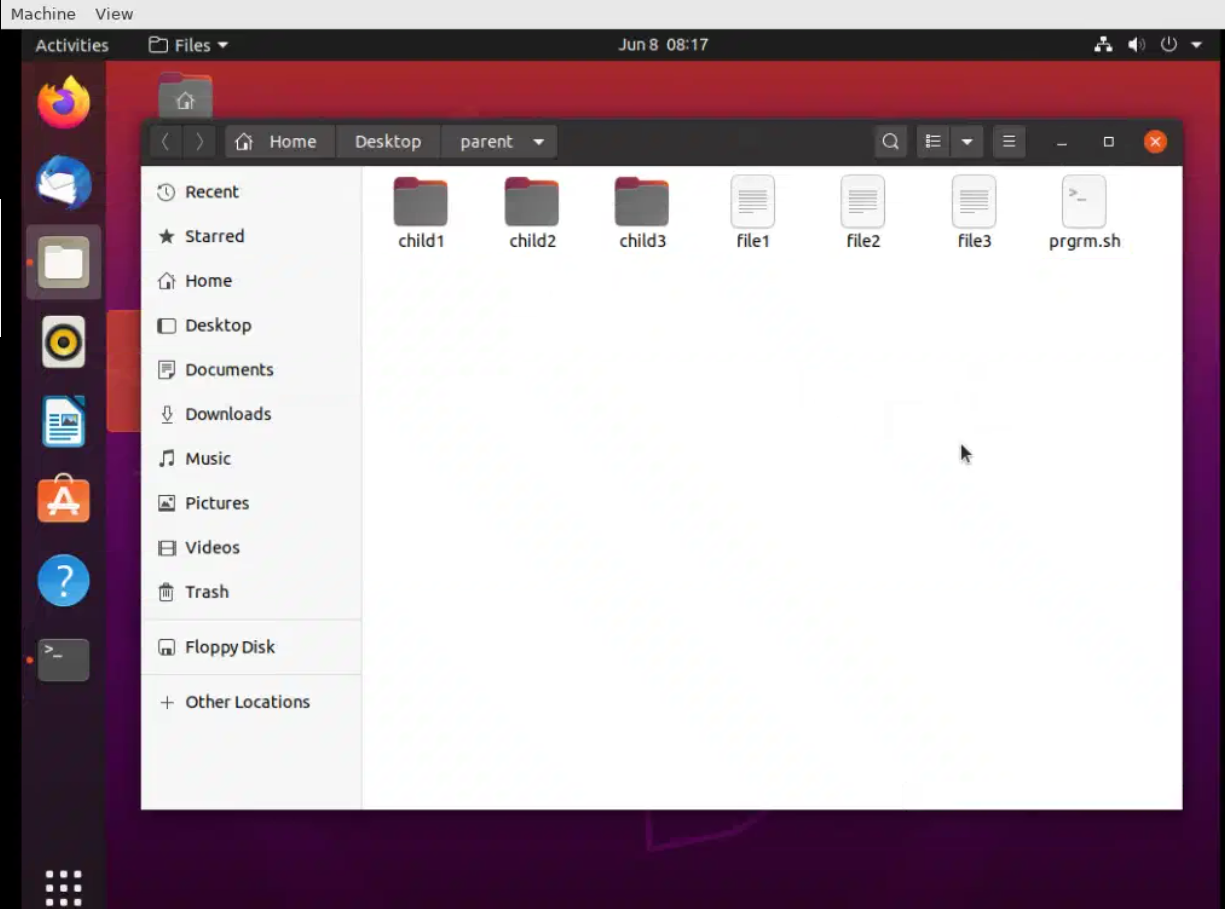 Machine View
Activities Files Jun 8 08:17
Home Desktop parent
Recent
Starred
Home
Desktop
Documents
Downloads
Music
Pictures
Videos
Trash
Floppy Disk
+ Other Locations
child1 child2 child3 file1 file2 file3 prgrm.sh